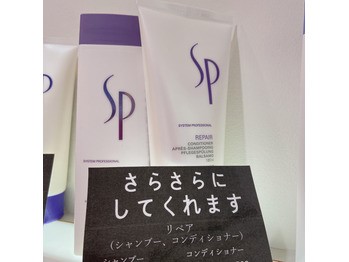 SP
SYSTEM PROFESSIONAL
SP
SYSTEM PROFESSIONAL
REPAIR
CONDITIONER
APRÈS-SHAMPOOING
PFLEGESPÜLUNG
BALSAMO
さらさらに
してくれます
リペア
(シャンプー、コンディショナー)
シャンプー コンディショナー